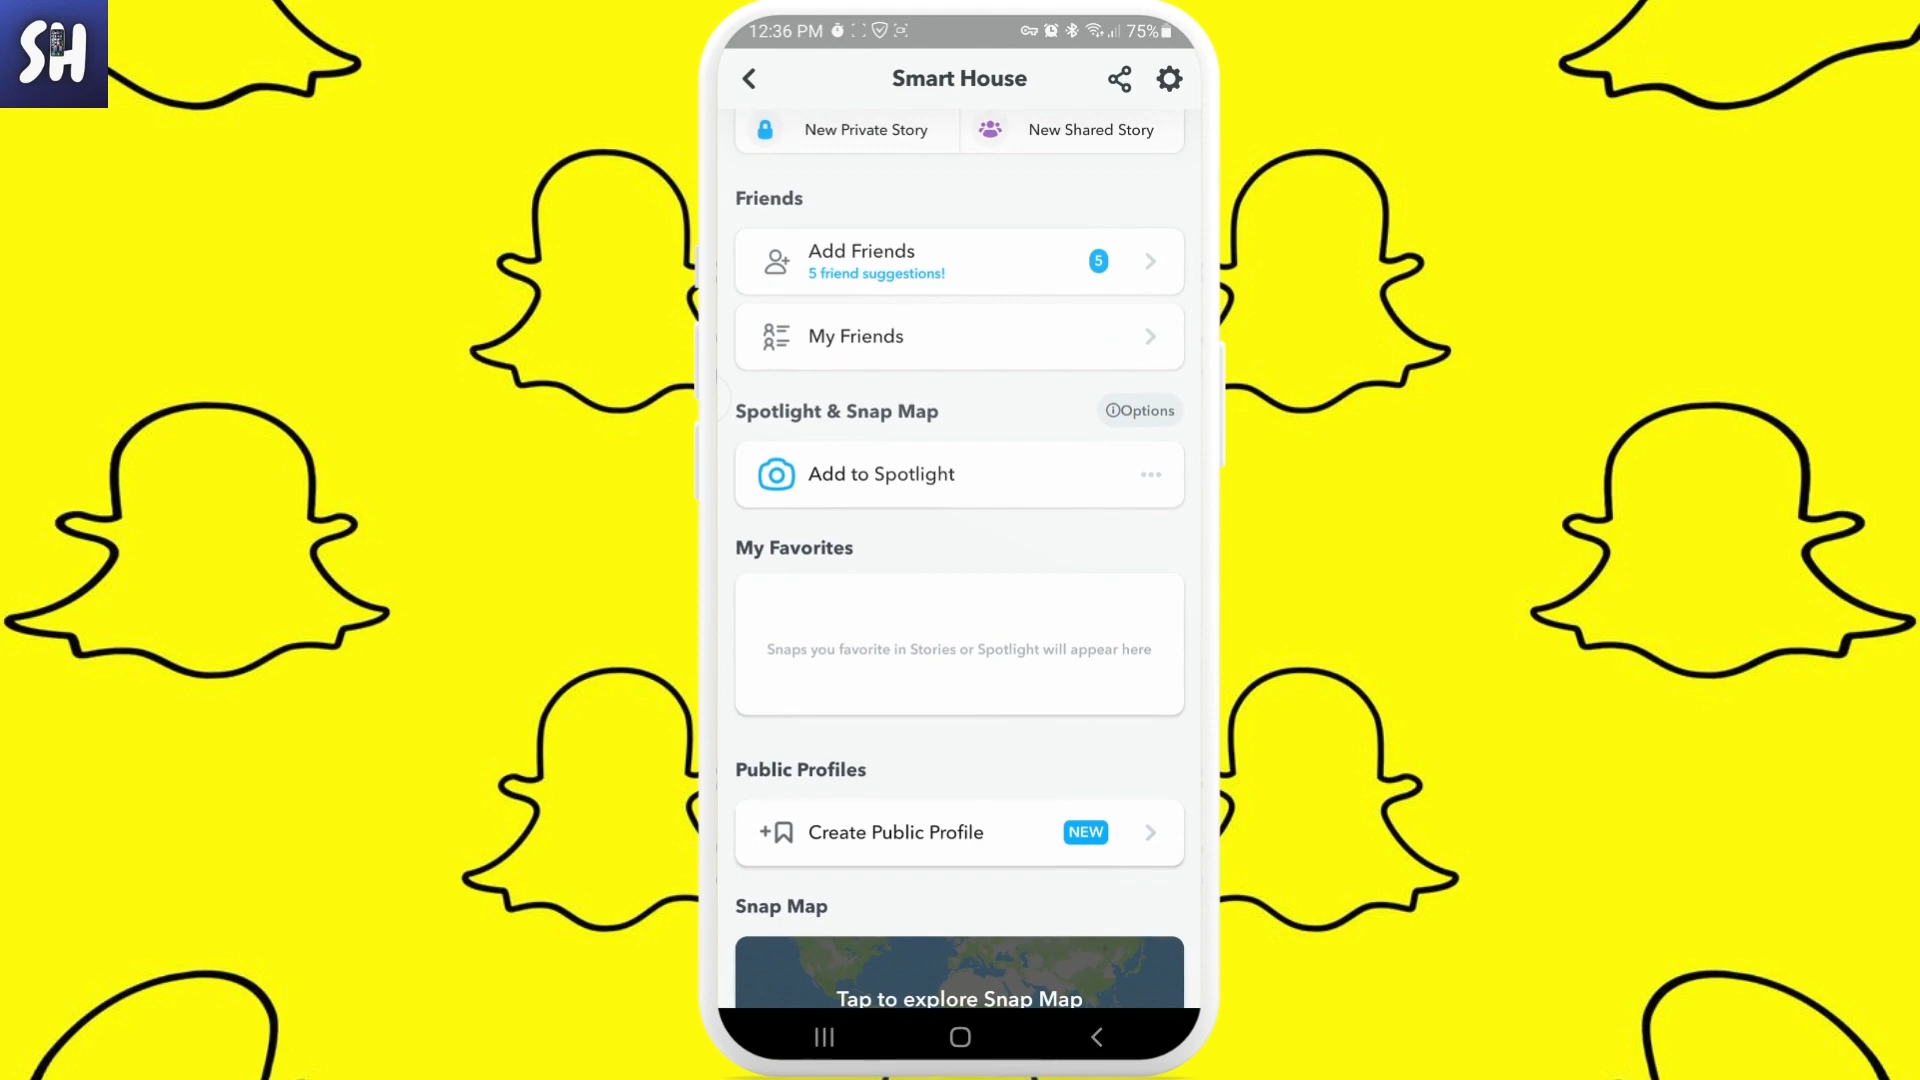 SH
12:36 PM
75%
Smart House
New Private Story
New Shared Story
Friends
Add Friends
5 friend suggestions!
5
My Friends
Spotlight & Snap Map
Options
Add to Spotlight
My Favorites
Snaps you favorite in Stories or Spotlight will appear here
Public Profiles
Create Public Profile
NEW
Snap Map
Tap to explore Snap Map